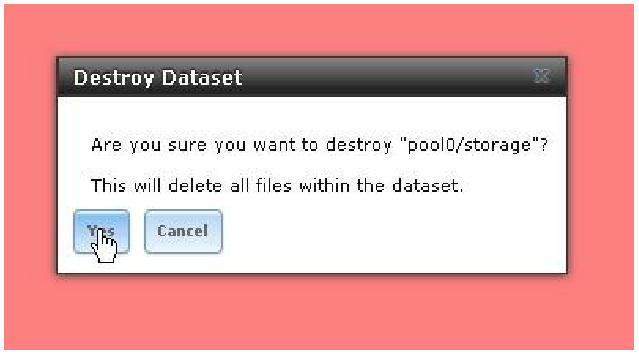 Destroy Dataset
Are you sure you want to destroy "pool0/storage"?
This will delete all files within the dataset.
Yes Cancel